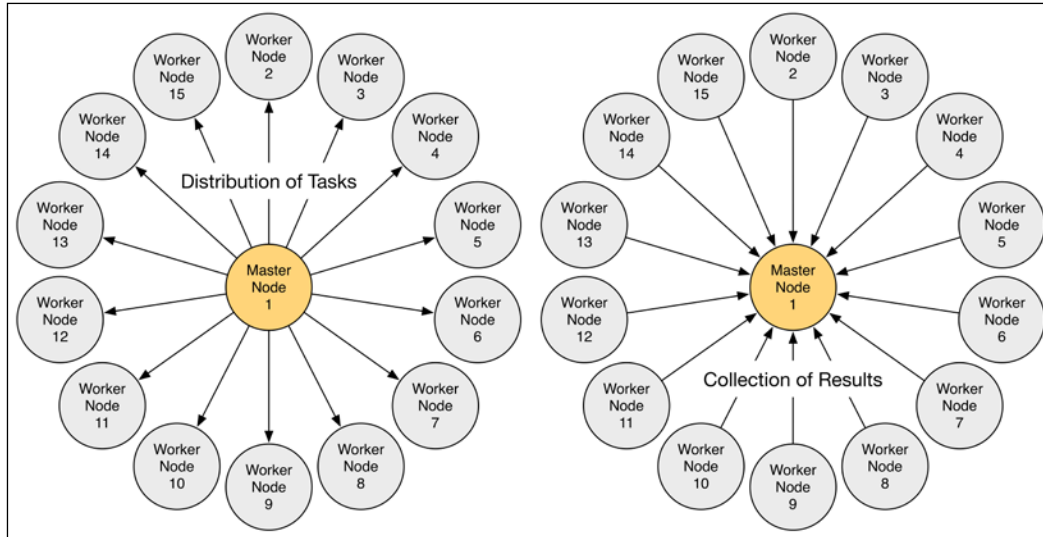 Worker
Node
2
Worker
Node
3
Worker
Node
4
Worker
Node
5
Worker
Node
6
Worker
Node
7
Worker
Node
8
Worker
Node
9
Worker
Node
10
Worker
Node
11
Worker
Node
12
Worker
Node
13
Worker
Node
14
Worker
Node
15
Distribution of Tasks
Master
Node
1
Worker
Node
2
Worker
Node
3
Worker
Node
4
Worker
Node
5
Worker
Node
6
Worker
Node
7
Worker
Node
8
Worker
Node
9
Worker
Node
10
Worker
Node
11
Worker
Node
12
Worker
Node
13
Worker
Node
14
Worker
Node
15
Master
Node
1
Collection of Results